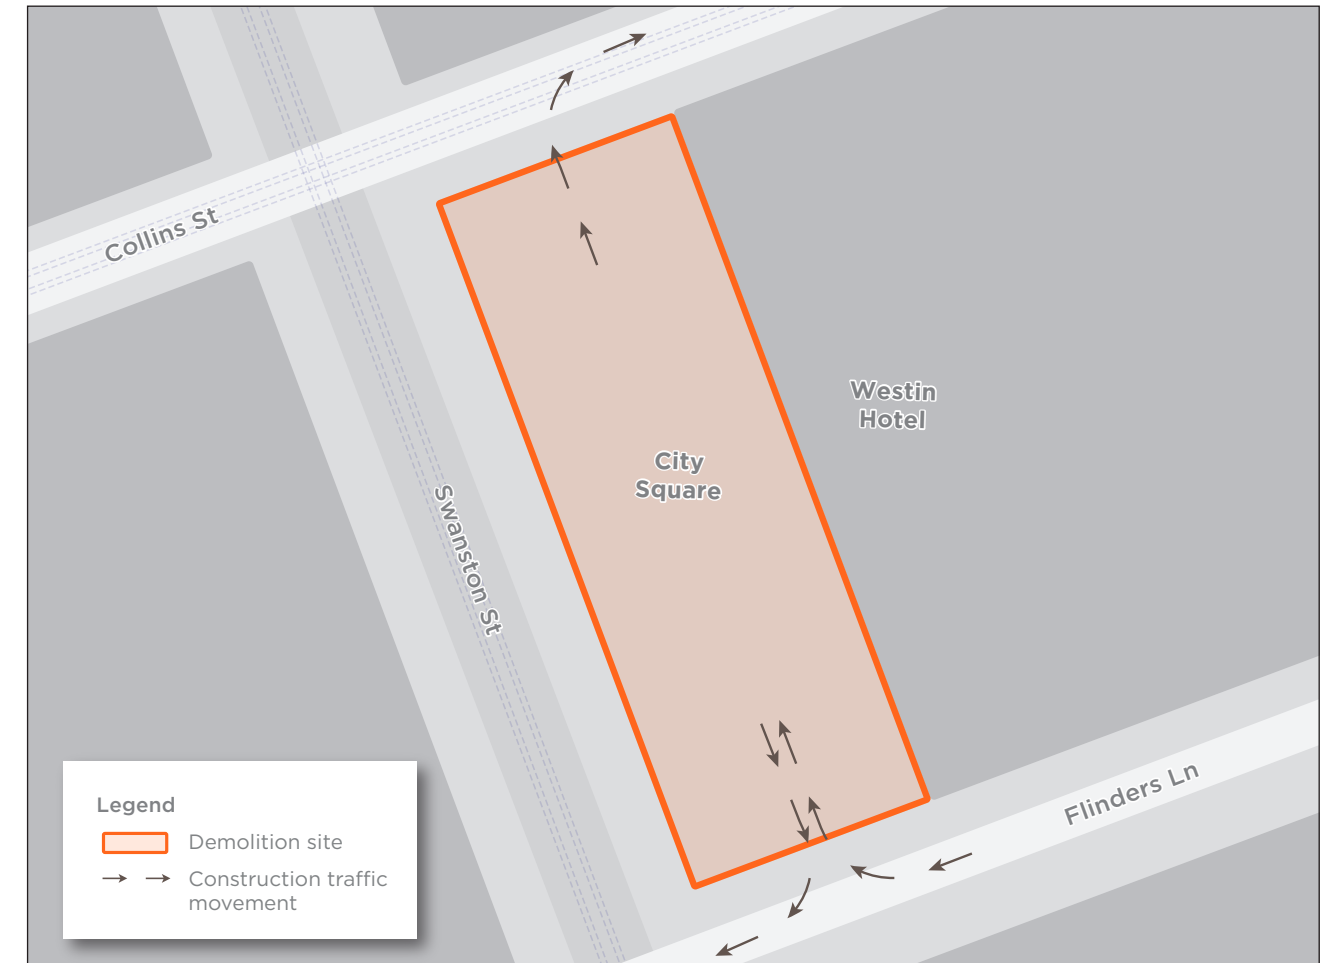 Collins St
Westin
Hotel
City
Square
Swanston St
Flinders Ln
Legend
Demolition site
Construction traffic
movement